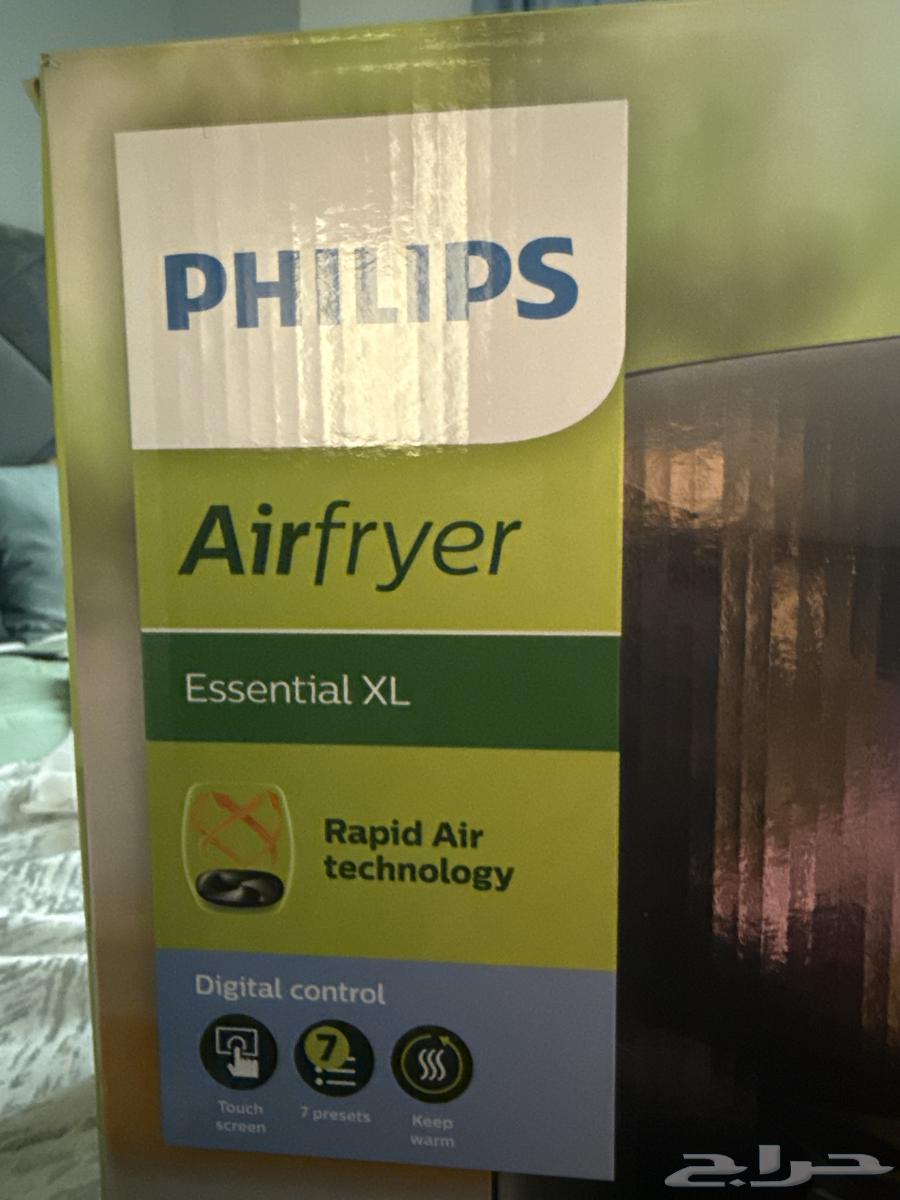 PHILIPS
Airfryer
Essential XL
Rapid Air
technology
Digital control
7
Touch
screen
7 presets
Keep
warm
حراج